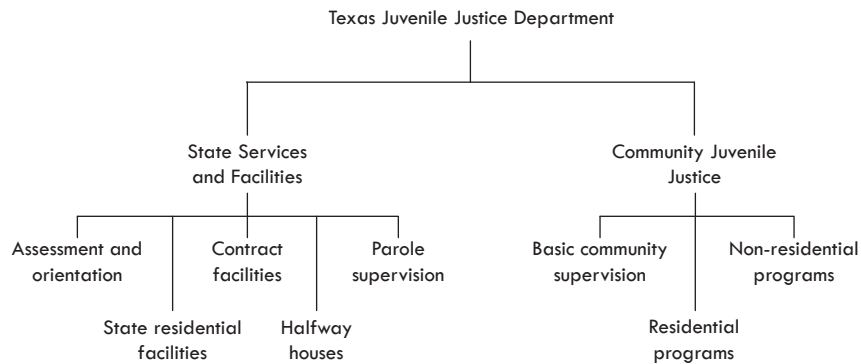 Texas Juvenile Justice Department
State Services
and Facilities
Community Juvenile
Justice
Assessment and
orientation
Contract
facilities
Parole
supervision
Basic community
supervision
Non-residential
programs
State residential
facilities
Halfway
houses
Residential
programs